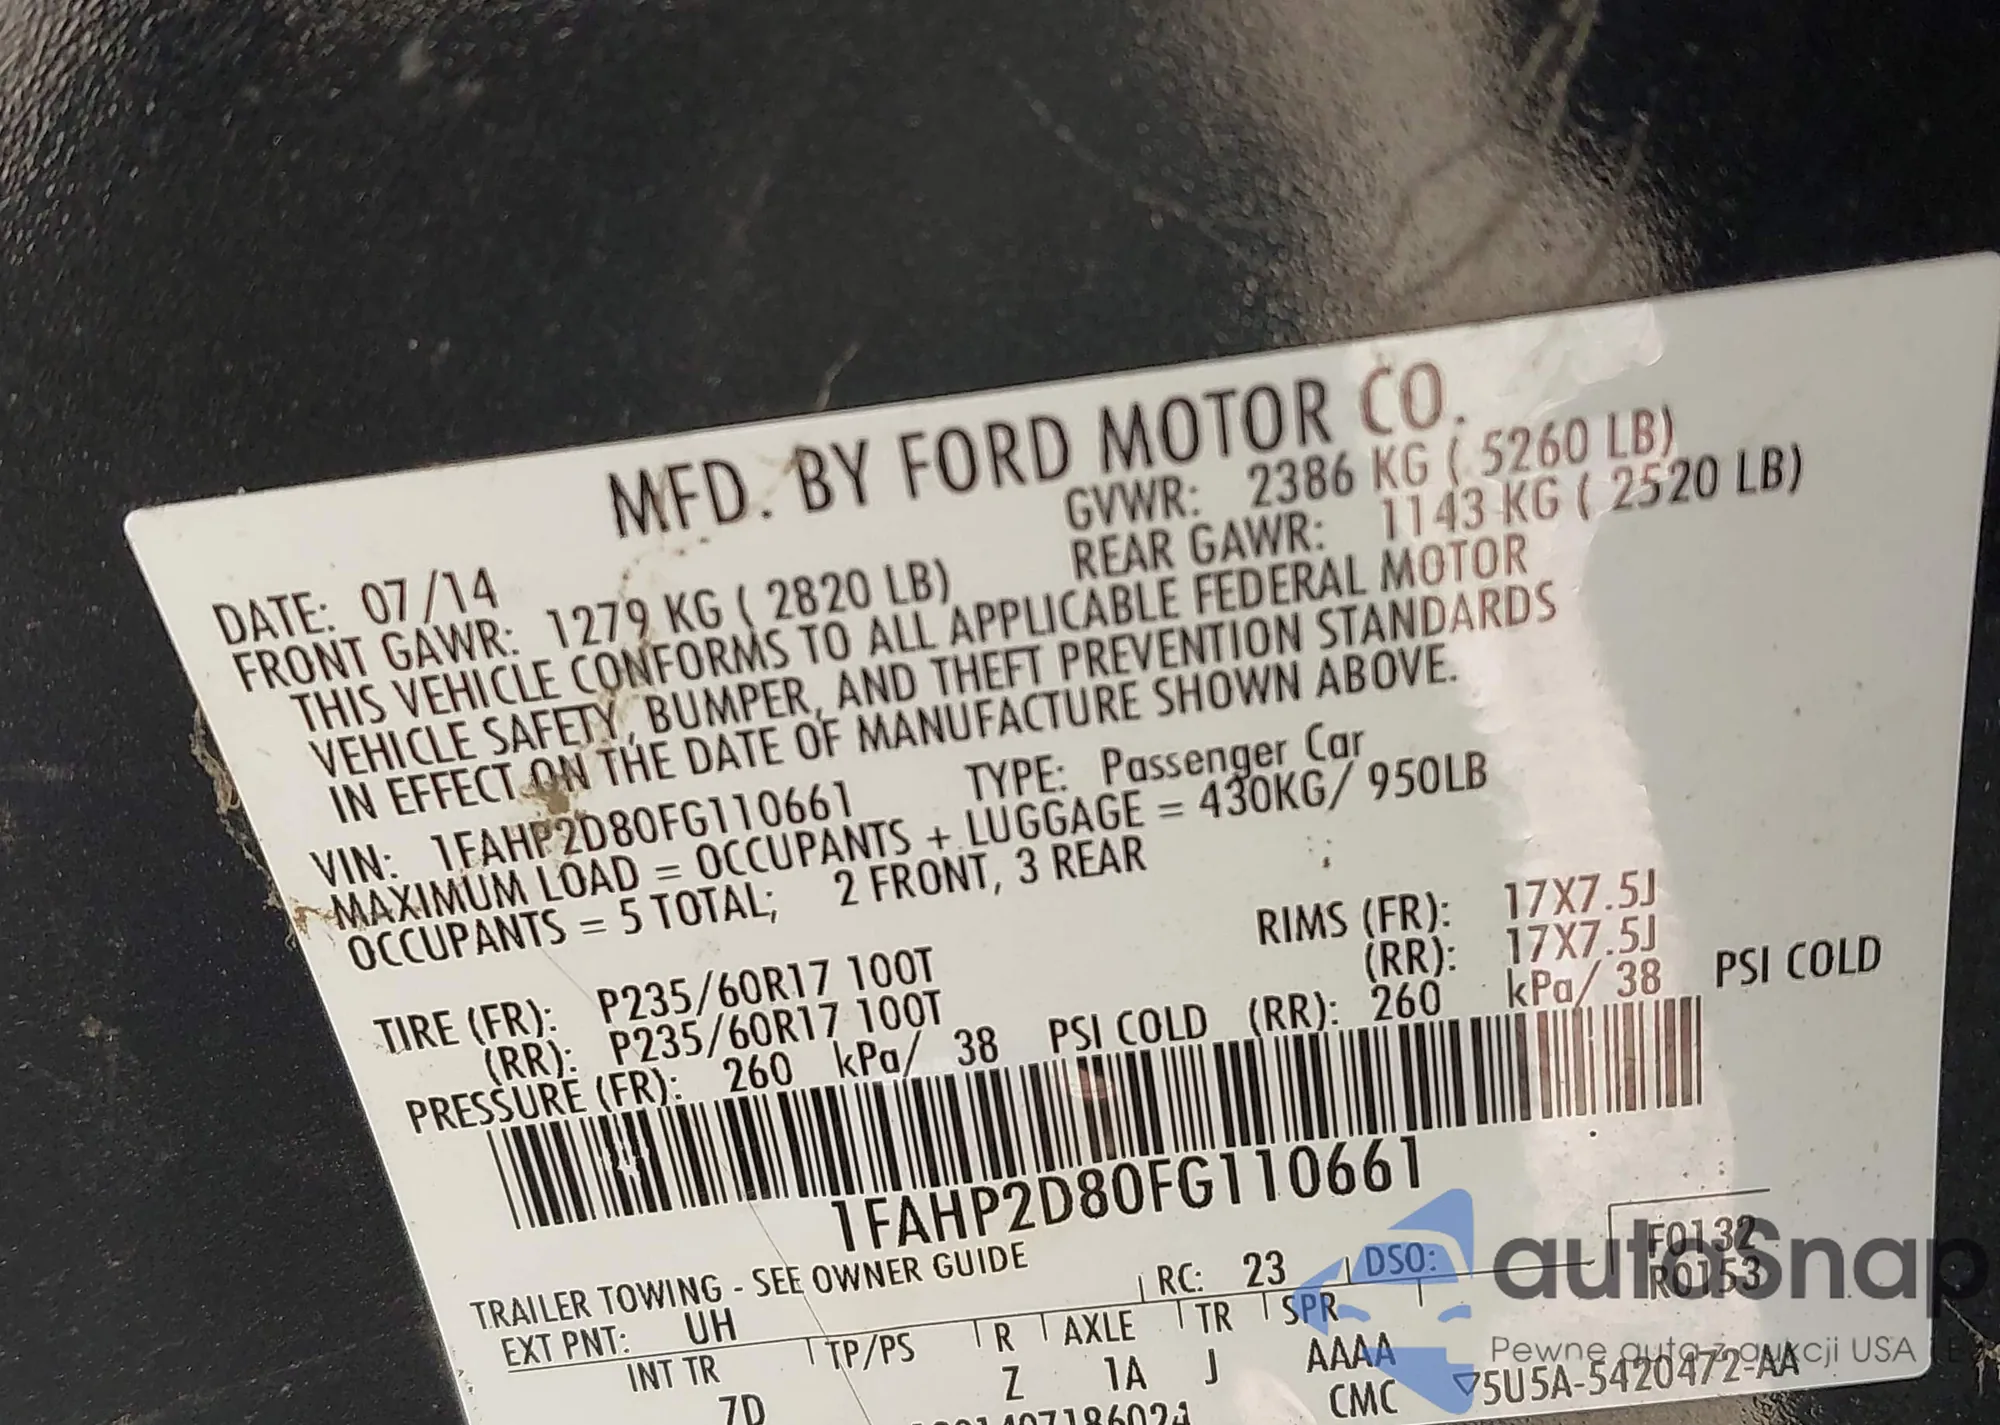 MFD. BY FORD MOTOR CO.
DATE: 07/14 GVWR: 2386 KG ( 5260 LB)
FRONT GAWR: 1279 KG ( 2820 LB) REAR GAWR: 1143 KG ( 2520 LB)
THIS VEHICLE CONFORMS TO ALL APPLICABLE FEDERAL MOTOR
VEHICLE SAFETY, BUMPER, AND THEFT PREVENTION STANDARDS
IN EFFECT ON THE DATE OF MANUFACTURE SHOWN ABOVE.
VIN: 1FAHP2D80FG110661 TYPE: Passenger Car
MAXIMUM LOAD = OCCUPANTS + LUGGAGE = 430KG/ 950LB
OCCUPANTS = 5 TOTAL; 2 FRONT, 3 REAR
TIRE (FR): P235/60R17 100T RIMS (FR): 17X7.5J
(RR): P235/60R17 100T (RR): 17X7.5J
PRESSURE (FR): 260 kPa/ 38 PSI COLD (RR): 260 kPa/ 38 PSI COLD
1FAHP2D80FG110661
TRAILER TOWING - SEE OWNER GUIDE
F0132
EXT PNT: UH RC: 23 DSO: R0153
INT TR TP/PS R AXLE TR SPR
7D Z 1A J AAAA
CMC ▽5U5A-5420472-AA
autoSnap
Pewne auta z aukcji USA